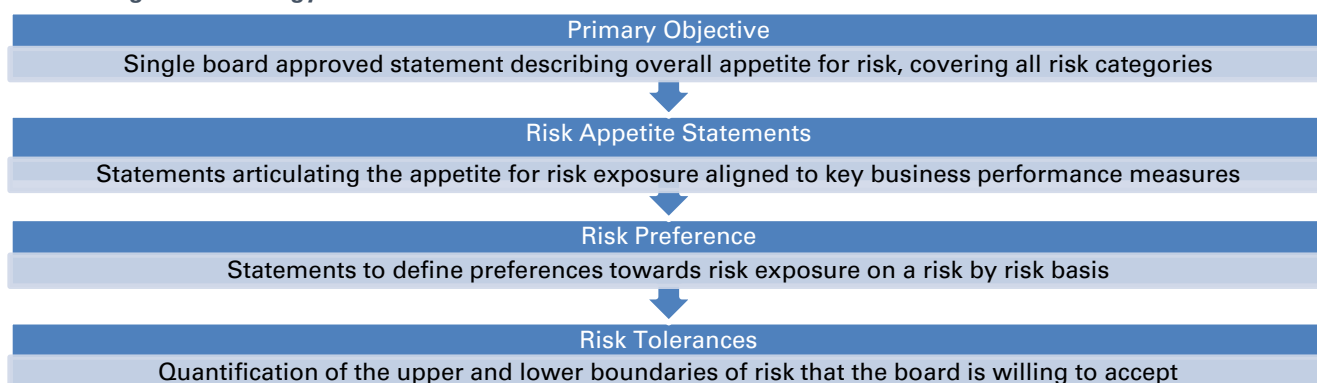 Primary Objective
Single board approved statement describing overall appetite for risk, covering all risk categories
Risk Appetite Statements
Statements articulating the appetite for risk exposure aligned to key business performance measures
Risk Preference
Statements to define preferences towards risk exposure on a risk by risk basis
Risk Tolerances
Quantification of the upper and lower boundaries of risk that the board is willing to accept